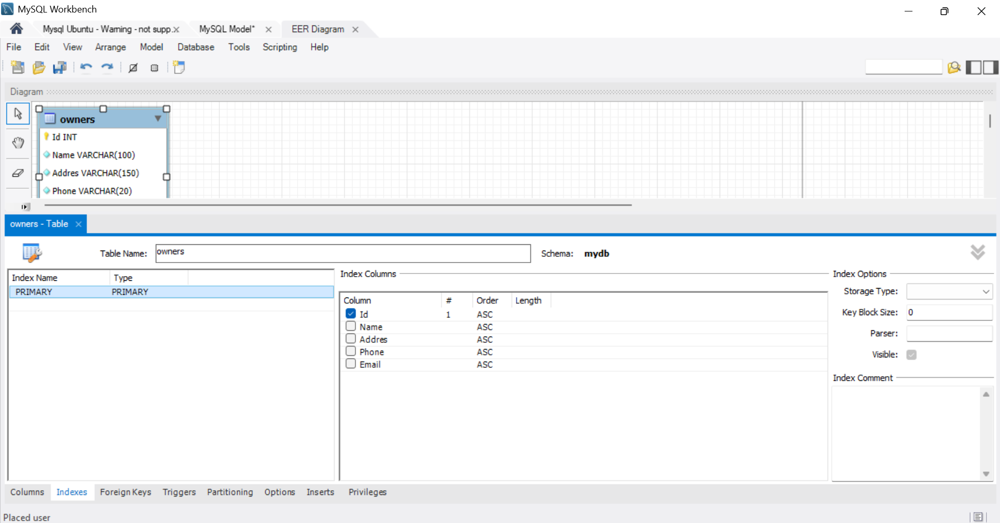 MySQL Workbench
Mysql Ubuntu - Warning - not supp.
MySQL Model*
EER Diagram
File Edit View Arrange Model Database Tools Scripting Help
Diagram
owners
Id INT
Name VARCHAR(100)
Addres VARCHAR(150)
Phone VARCHAR(20)
owners - Table
Table Name: owners Schema: mydb
Index Name Type
PRIMARY PRIMARY
Index Columns
Column # Order Length
Id 1 ASC
Name ASC
Addres ASC
Phone ASC
Email ASC
Index Options
Storage Type:
Key Block Size: 0
Parser:
Visible:
Index Comment
Columns Indexes Foreign Keys Triggers Partitioning Options Inserts Privileges
Placed user